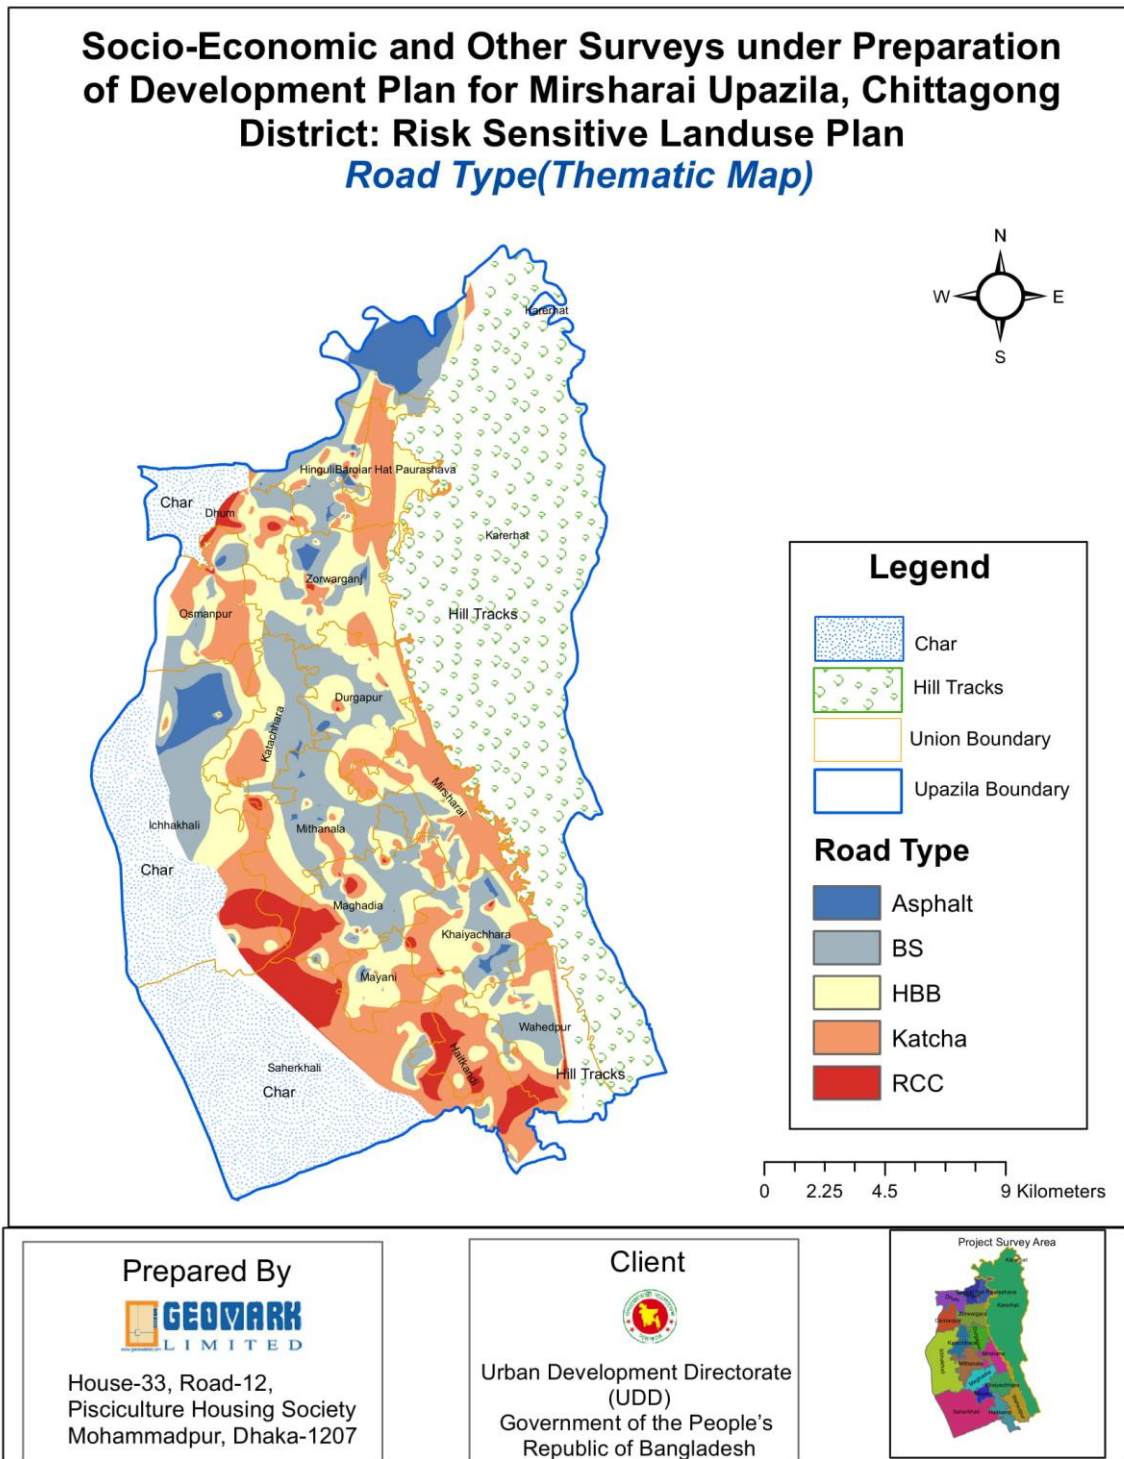 Socio-Economic and Other Surveys under Preparation
of Development Plan for Mirsharai Upazila, Chittagong
District: Risk Sensitive Landuse Plan
Road Type(Thematic Map)
N
W
E
S
Karerhat
Hinguli
Baroiar Hat Paurashava
Char
Dhum
Karerhat
Zorwarganj
Osmanpur
Hill Tracks
Durgapur
Katachhara
Mirsharai
Ichhakhali
Mithanala
Char
Maghadia
Khaiyachhara
Mayani
Wahedpur
Haitkandi
Saherkhali
Char
Hill Tracks
Legend
Char
Hill Tracks
Union Boundary
Upazila Boundary
Road Type
Asphalt
BS
HBB
Katcha
RCC
0 2.25 4.5 9 Kilometers
Prepared By
GEOMARK
LIMITED
House-33, Road-12,
Pisciculture Housing Society
Mohammadpur, Dhaka-1207
Client
Urban Development Directorate
(UDD)
Government of the People's
Republic of Bangladesh
Project Survey Area
Karerhat